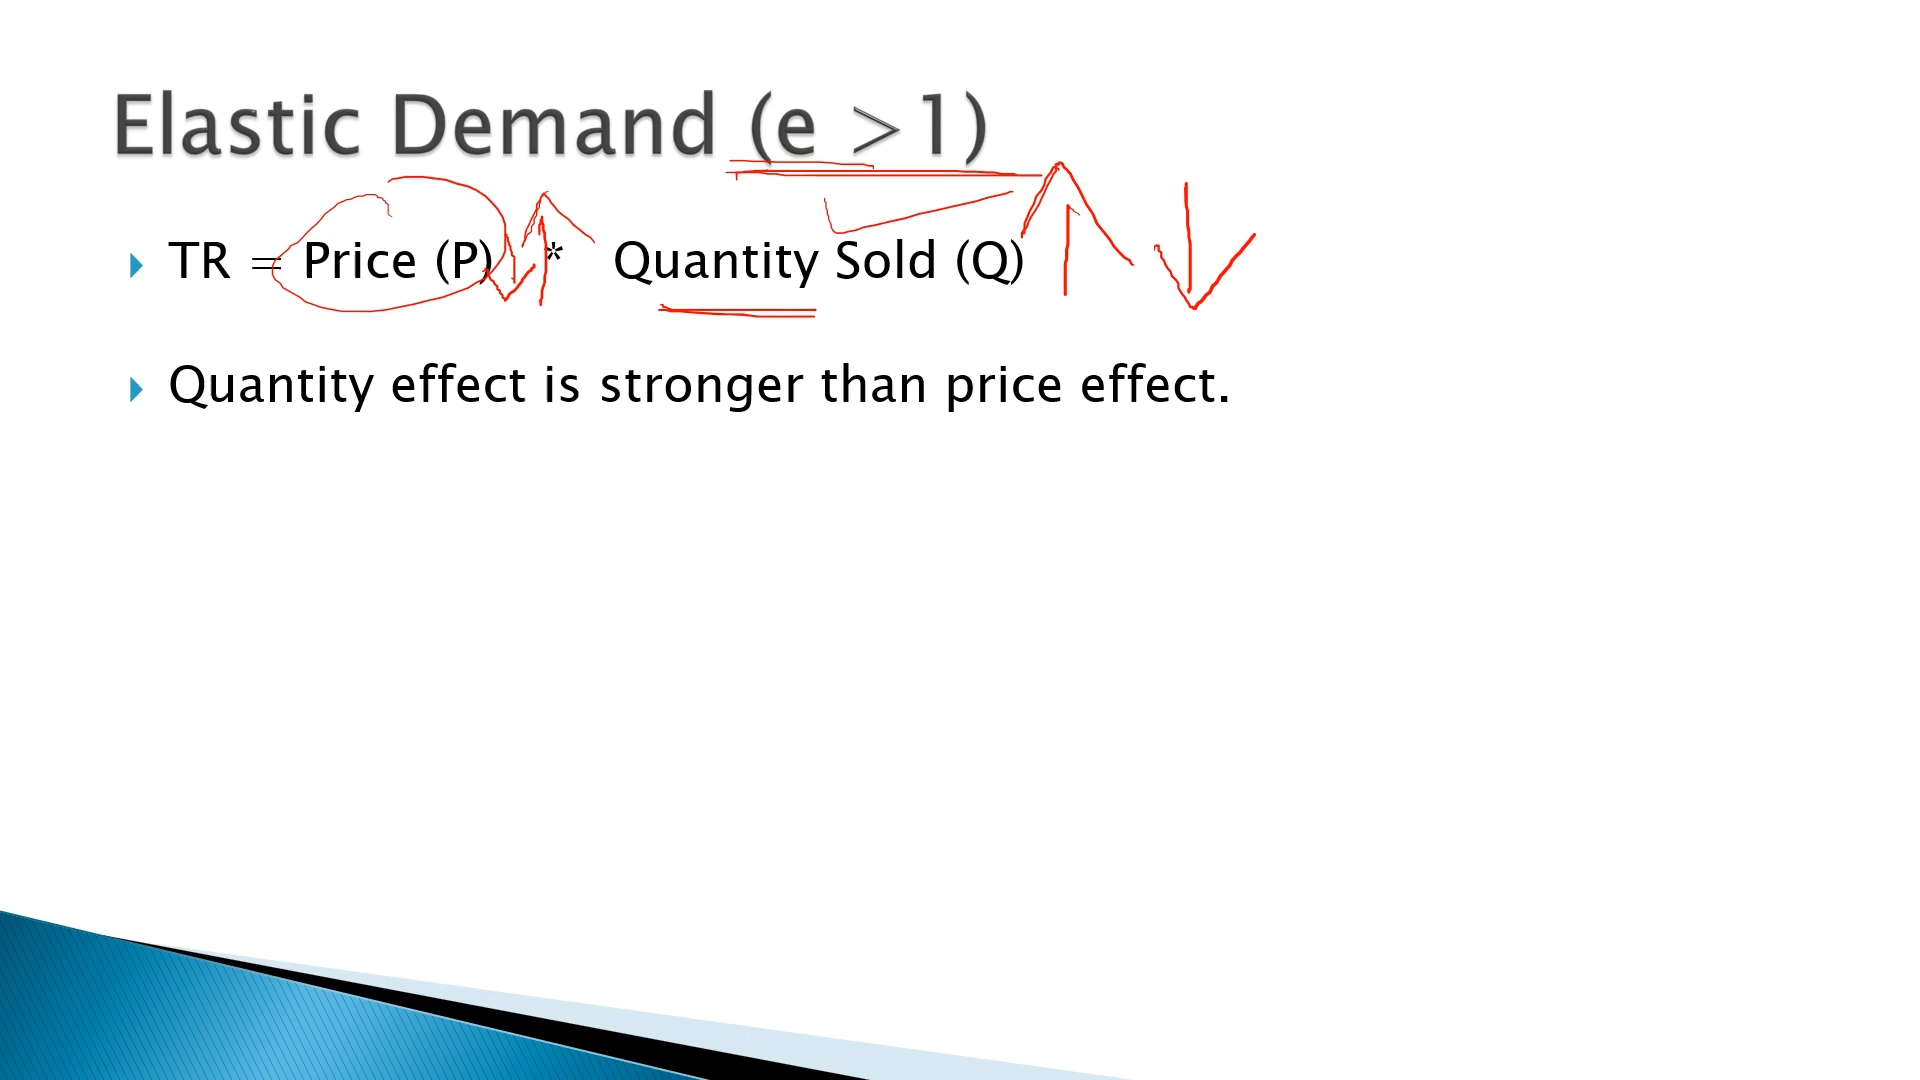 Elastic Demand (e >1)
TR = Price (P) * Quantity Sold (Q)
Quantity effect is stronger than price effect.